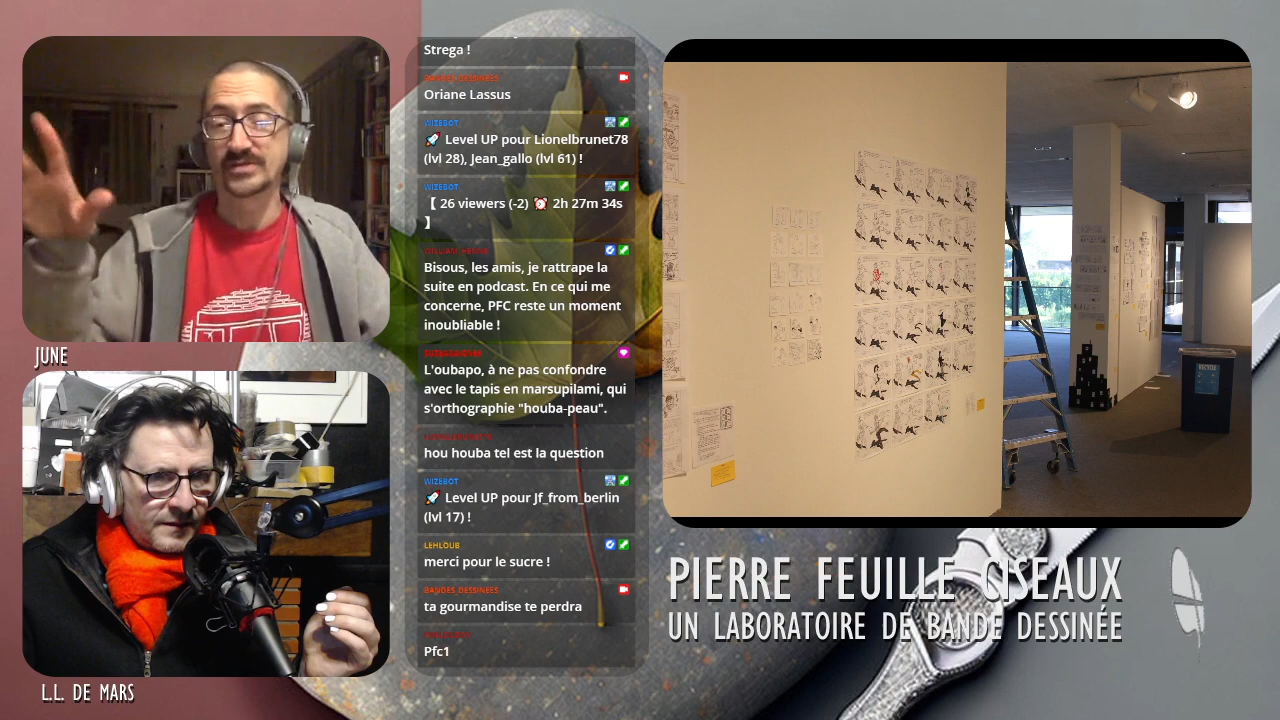 Strega !
Oriane Lassus
WIZEBOT
🚀 Level UP pour Lionelbrunet78
(lvl 28), Jean_gallo (lvl 61) !
WIZEBOT
【 26 viewers (-2) ⏰ 2h 27m 34s
】
Bisous, les amis, je rattrape la
suite en podcast. En ce qui me
concerne, PFC reste un moment
inoubliable !
L'oubapo, à ne pas confondre
avec le tapis en marsupilami, qui
s'orthographie "houba-peau".
hou houba tel est la question
WIZEBOT
🚀 Level UP pour Jf_from_berlin
(lvl 17) !
LEHLOUB
merci pour le sucre !
BANDES_DESSINEES
ta gourmandise te perdra
Pfc1
JUNE
L.L. DE MARS
RECYCLE
PIERRE FEUILLE CISEAUX
UN LABORATOIRE DE BANDE DESSINÉE